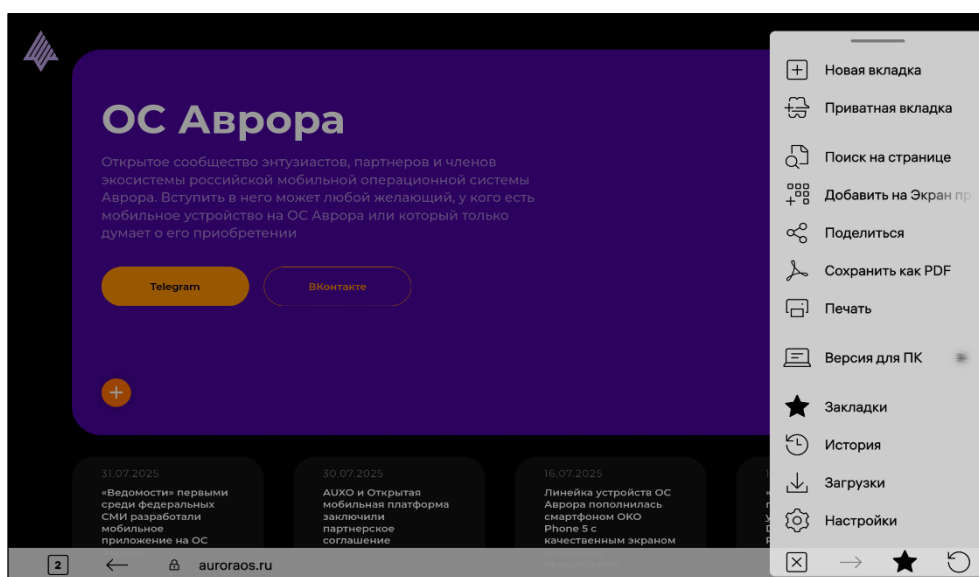 ОС Аврора
Открытое сообщество энтузиастов, партнеров и членов
экосистемы российской мобильной операционной системы
Аврора. Вступить в него может любой желающий, у кого есть
мобильное устройство на ОС Аврора или который только
думает о его приобретении
Telegram
ВКонтакте
31.07.2025
«Ведомости» первыми
среди федеральных
СМИ разработали
мобильное
приложение на ОС
30.07.2025
AUXO и Открытая
мобильная платформа
заключили
партнерское
соглашение
16.07.2025
Линейка устройств ОС
Аврора пополнилась
смартфоном OKO
Phone 5 с
качественным экраном
Новая вкладка
Приватная вкладка
Поиск на странице
Добавить на Экран пр
Поделиться
Сохранить как PDF
Печать
Версия для ПК
Закладки
История
Загрузки
Настройки
2
auroraos.ru